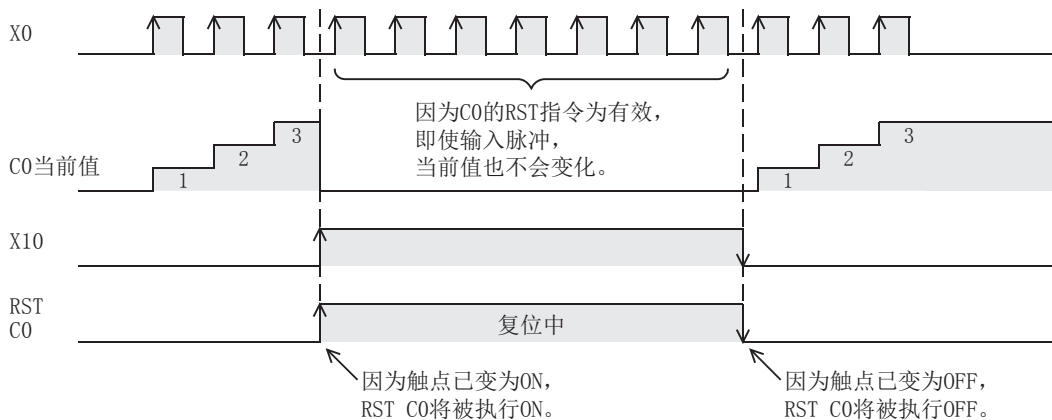 X0
因为C0的RST指令为有效，
即使输入脉冲，
当前值也不会变化。
C0当前值
1
2
3
1
2
3
X10
RST
C0
复位中
因为触点已变为ON，
RST C0将被执行ON。
因为触点已变为OFF，
RST C0将被执行OFF。